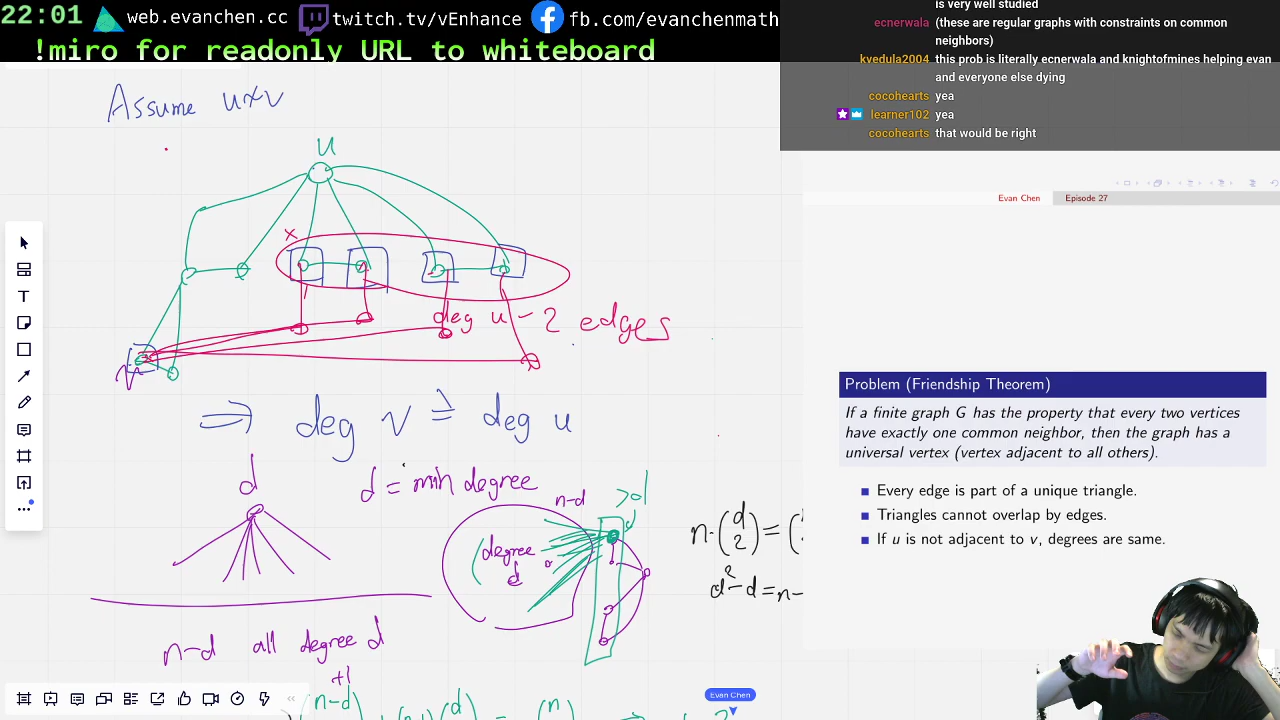 22:01
web.evanchen.cc
twitch.tv/vEnhance
fb.com/evanchenmath
!miro for readonly URL to whiteboard
is very well studied
ecnerwala (these are regular graphs with constraints on common
neighbors)
kvedula2004 this prob is literally ecnerwala and knightofmines helping evan
and everyone else dying
cocohearts yea
learner102 yea
cocohearts that would be right
Assume u≁v
u
x
deg u - 2 edges
v
⟹ deg v ≥ deg u
d
d = min degree
n-d
>d
degree
d
n·(d 2) = (
d²-d = n-
n-d all degree d
+1
(n-d)
(d 2) = (n
Evan Chen
Evan Chen Episode 27
Problem (Friendship Theorem)
If a finite graph G has the property that every two vertices
have exactly one common neighbor, then the graph has a
universal vertex (vertex adjacent to all others).
Every edge is part of a unique triangle.
Triangles cannot overlap by edges.
If u is not adjacent to v, degrees are same.